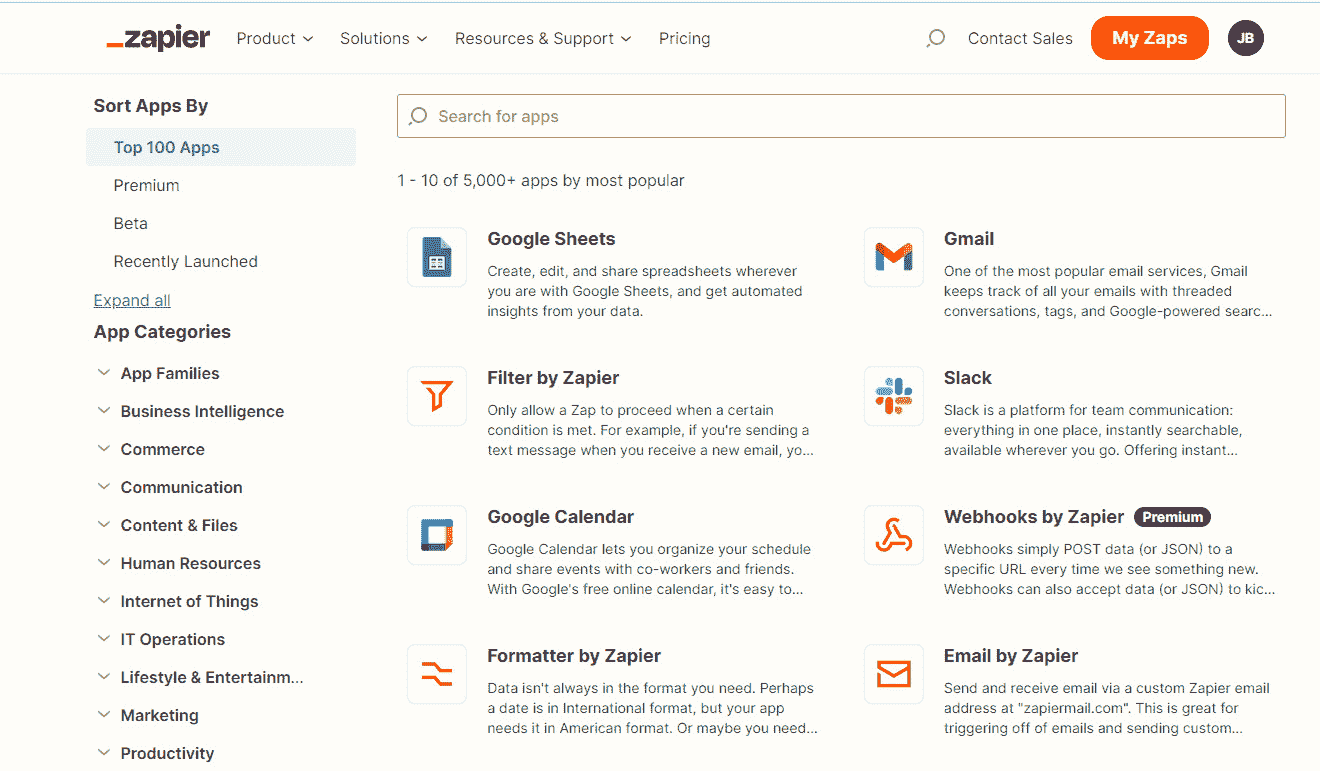 zapier
Product
Solutions
Resources & Support
Pricing
Contact Sales
My Zaps
JB
Sort Apps By
Top 100 Apps
Premium
Beta
Recently Launched
Expand all
App Categories
App Families
Business Intelligence
Commerce
Communication
Content & Files
Human Resources
Internet of Things
IT Operations
Lifestyle & Entertainm...
Marketing
Productivity
Search for apps
1 - 10 of 5,000+ apps by most popular
Google Sheets
Create, edit, and share spreadsheets wherever
you are with Google Sheets, and get automated
insights from your data.
Gmail
One of the most popular email services, Gmail
keeps track of all your emails with threaded
conversations, tags, and Google-powered searc...
Filter by Zapier
Only allow a Zap to proceed when a certain
condition is met. For example, if you're sending a
text message when you receive a new email, yo...
Slack
Slack is a platform for team communication:
everything in one place, instantly searchable,
available wherever you go. Offering instant...
Google Calendar
Google Calendar lets you organize your schedule
and share events with co-workers and friends.
With Google's free online calendar, it's easy to...
Webhooks by Zapier Premium
Webhooks simply POST data (or JSON) to a
specific URL every time we see something new.
Webhooks can also accept data (or JSON) to kic...
Formatter by Zapier
Data isn't always in the format you need. Perhaps
a date is in International format, but your app
needs it in American format. Or maybe you need...
Email by Zapier
Send and receive email via a custom Zapier email
address at "zapiermail.com". This is great for
triggering off of emails and sending custom...